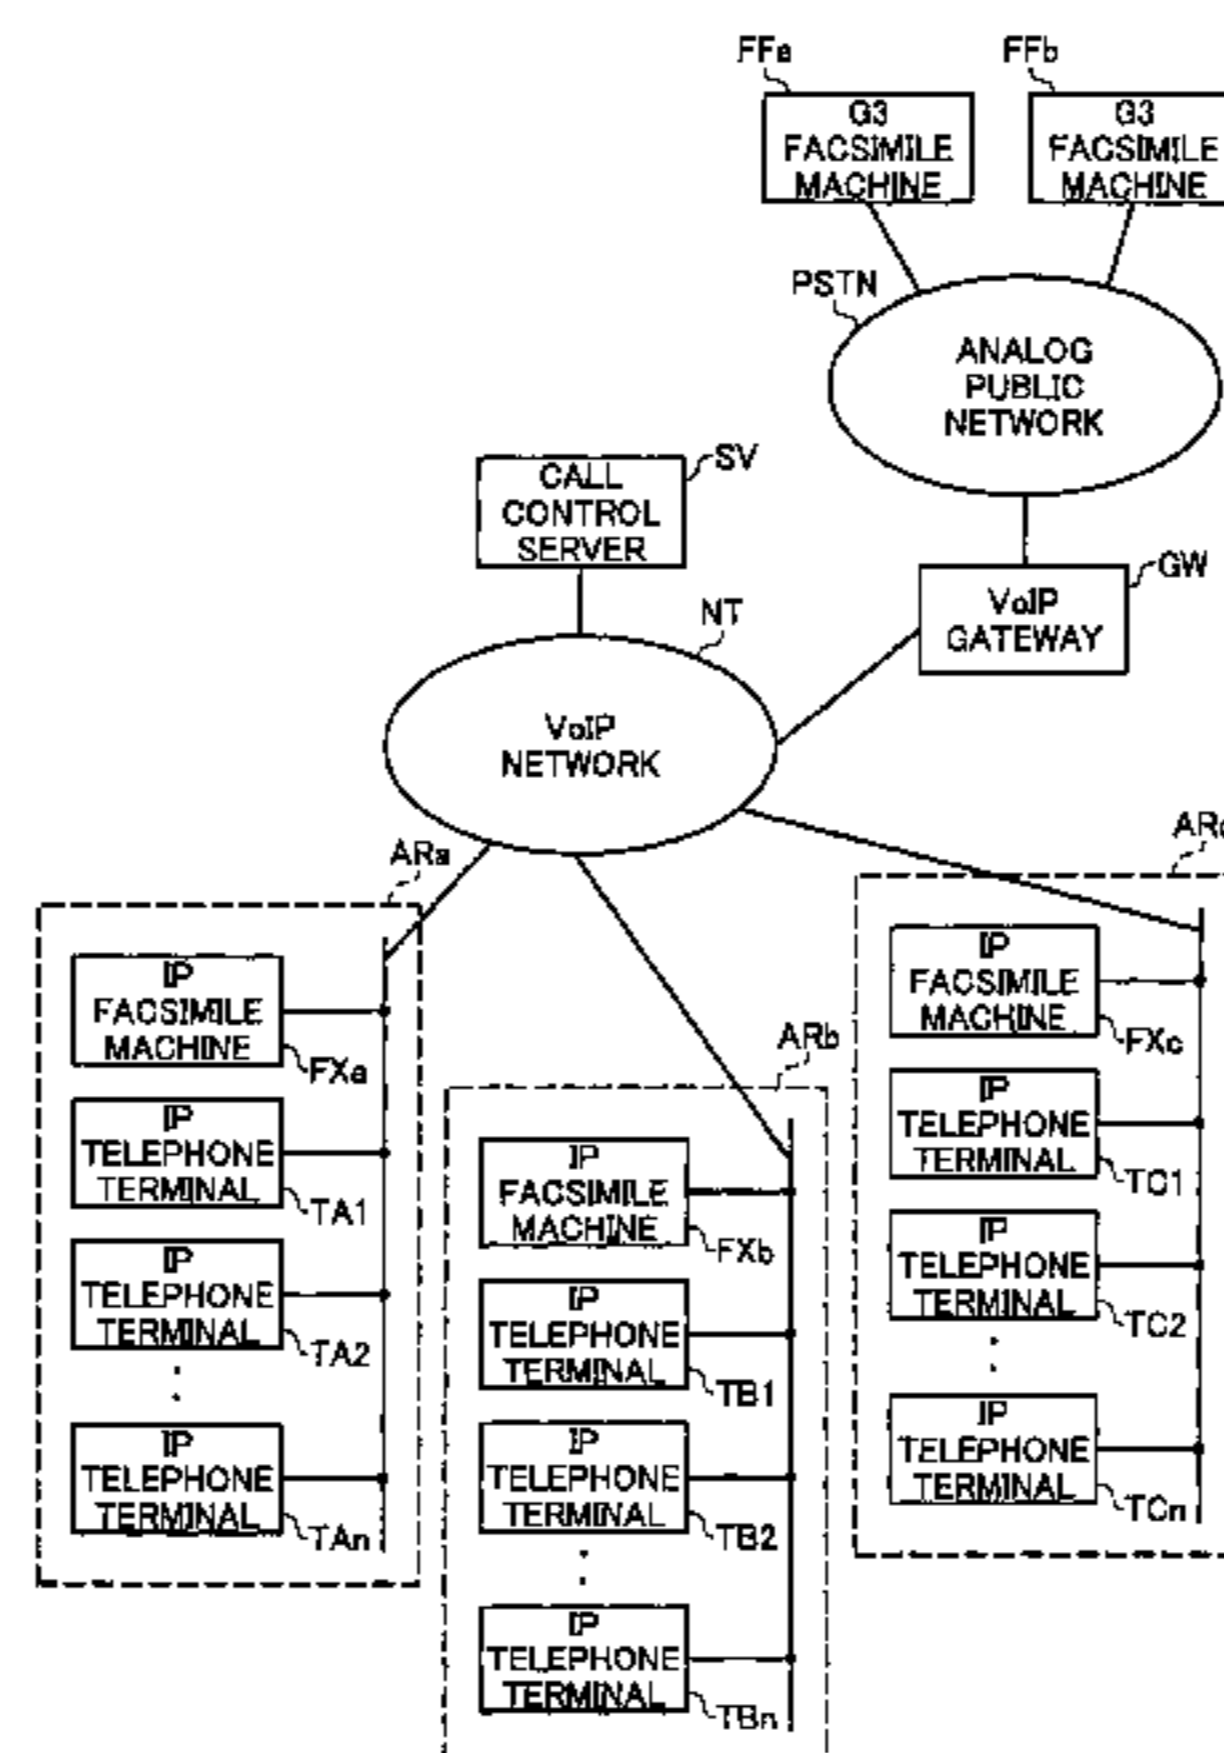 FFa
FFb
G3
FACSIMILE
MACHINE
G3
FACSIMILE
MACHINE
PSTN
ANALOG
PUBLIC
NETWORK
CALL
CONTROL
SERVER
SV
VoIP
GATEWAY
GW
NT
VoIP
NETWORK
ARa
IP
FACSIMILE
MACHINE
FXa
IP
TELEPHONE
TERMINAL
TA1
IP
TELEPHONE
TERMINAL
TA2
IP
TELEPHONE
TERMINAL
TAn
ARb
IP
FACSIMILE
MACHINE
FXb
IP
TELEPHONE
TERMINAL
TB1
IP
TELEPHONE
TERMINAL
TB2
IP
TELEPHONE
TERMINAL
TBn
ARc
IP
FACSIMILE
MACHINE
FXc
IP
TELEPHONE
TERMINAL
TC1
IP
TELEPHONE
TERMINAL
TC2
IP
TELEPHONE
TERMINAL
TCn